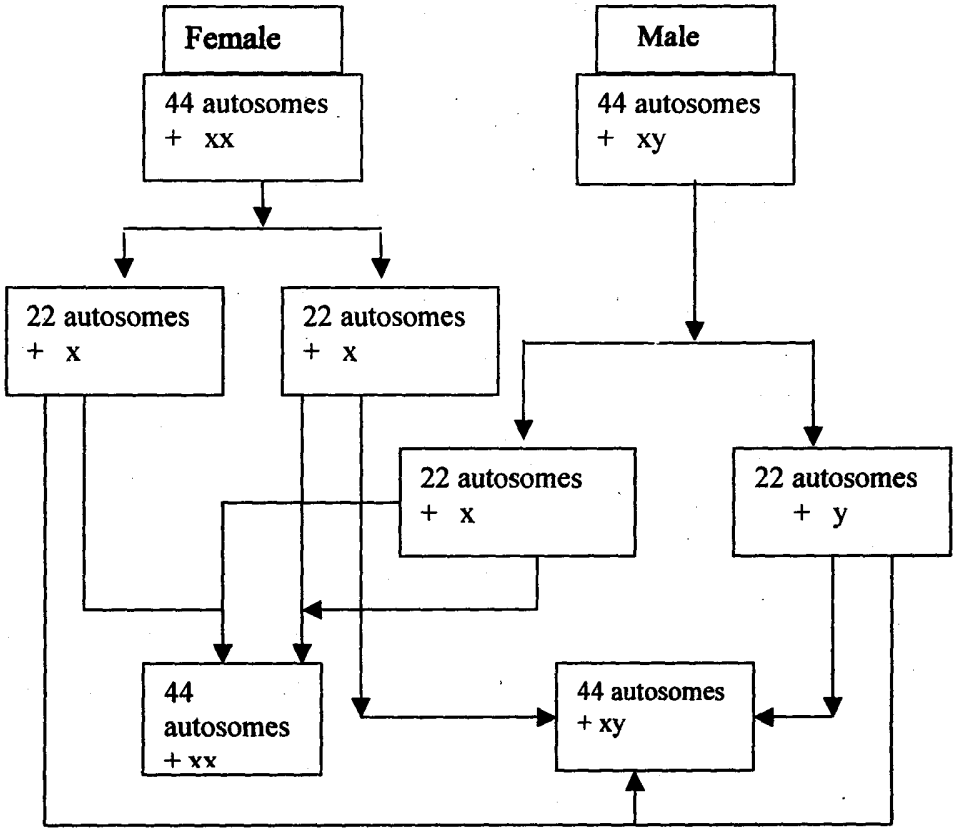 Female
Male
44 autosomes
+ xx
44 autosomes
+ xy
22 autosomes
+ x
22 autosomes
+ x
22 autosomes
+ x
22 autosomes
+ y
44
autosomes
+ xx
44 autosomes
+ xy